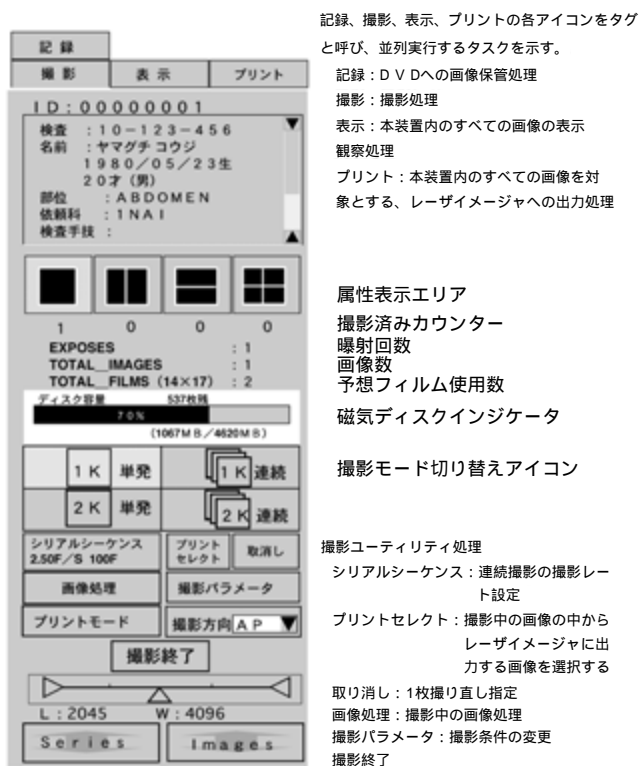 記録
撮影
表示
プリント
ID:00000001
検査 :10-123-456
名前 :ヤマグチ コウジ
1980/05/23生
20才(男)
部位 :ABDOMEN
依頼科 :1NAI
検査手技 :
1 0 0 0
EXPOSES :1
TOTAL_IMAGES :1
TOTAL_FILMS(14×17) :2
ディスク容量 537枚残
70%
(1067MB/4620MB)
1K 単発
1K 連続
2K 単発
2K 連続
シリアルシーケンス
2.50F/S 100F
プリント
セレクト
取消し
画像処理
撮影パラメータ
プリントモード
撮影方向 AP
撮影終了
L:2045 W:4096
Series
Images
記録、撮影、表示、プリントの各アイコンをタグ
と呼び、並列実行するタスクを示す。
記録:DVDへの画像保管処理
撮影:撮影処理
表示:本装置内のすべての画像の表示
観察処理
プリント:本装置内のすべての画像を対
象とする、レーザイメージャへの出力処理
属性表示エリア
撮影済みカウンター
曝射回数
画像数
予想フィルム使用数
磁気ディスクインジケータ
撮影モード切り替えアイコン
撮影ユーティリティ処理
シリアルシーケンス:連続撮影の撮影レー
ト設定
プリントセレクト:撮影中の画像の中から
レーザイメージャに出
力する画像を選択する
取り消し:1枚撮り直し指定
画像処理:撮影中の画像処理
撮影パラメータ:撮影条件の変更
撮影終了